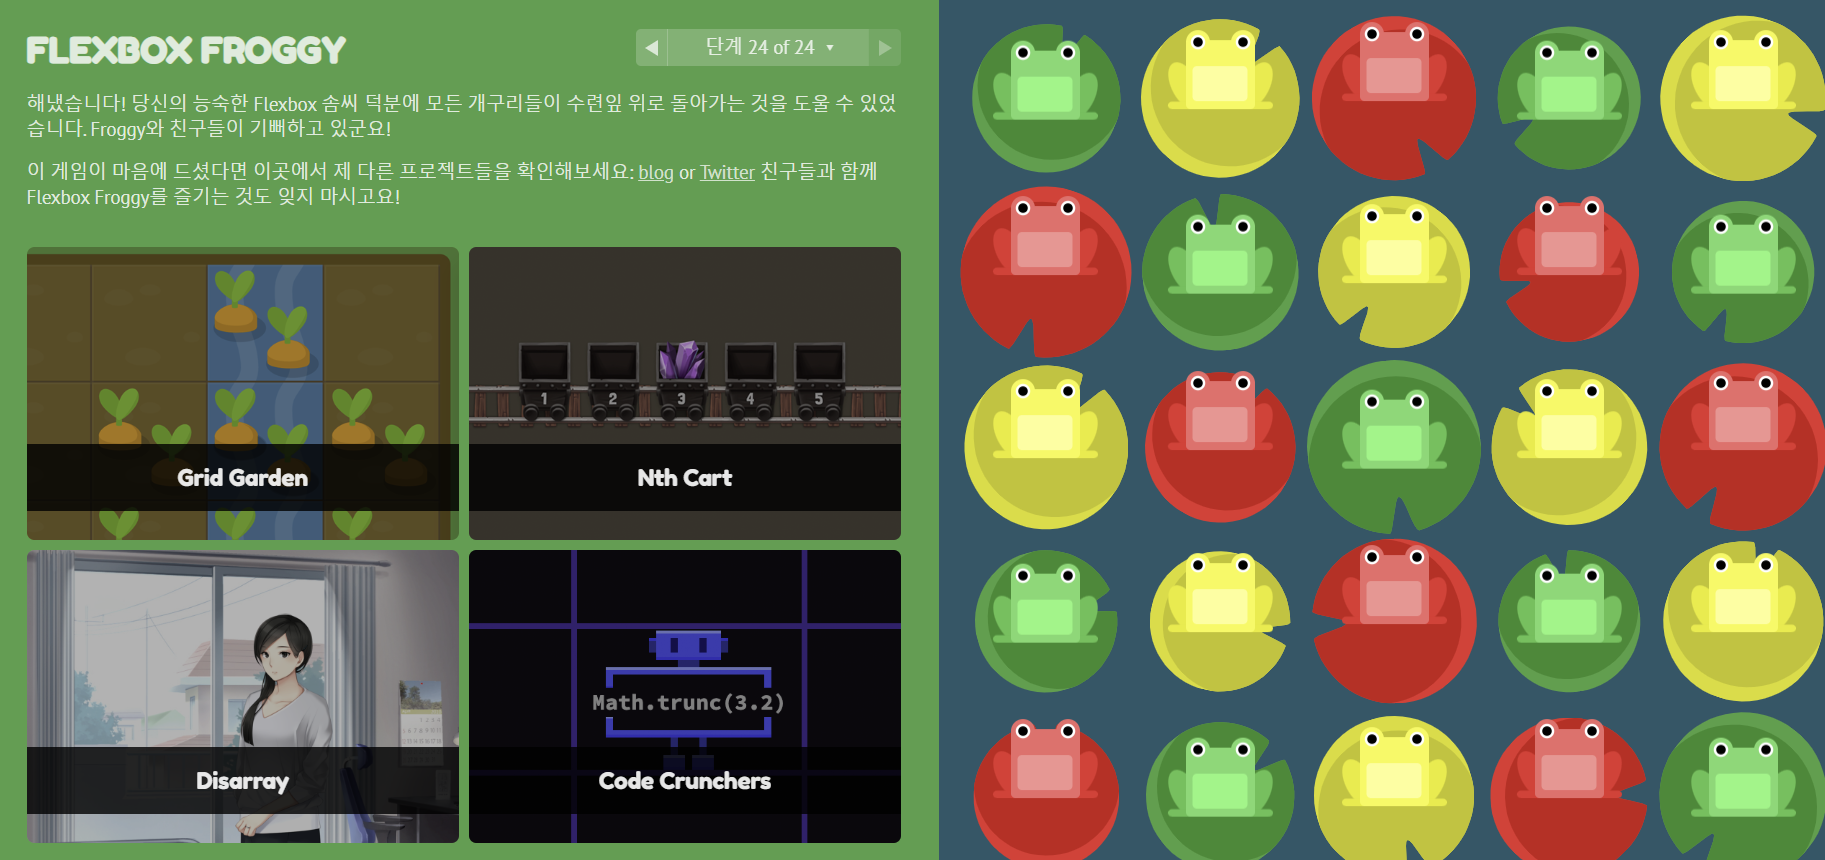 FLEXBOX FROGGY
단계 24 of 24
해냈습니다! 당신의 능숙한 Flexbox 솜씨 덕분에 모든 개구리들이 수련잎 위로 돌아가는 것을 도울 수 있었
습니다. Froggy와 친구들이 기뻐하고 있군요!
이 게임이 마음에 드셨다면 이곳에서 제 다른 프로젝트들을 확인해보세요: blog or Twitter 친구들과 함께
Flexbox Froggy를 즐기는 것도 잊지 마시고요!
1 2 3 4 5
Grid Garden
Nth Cart
Math.trunc(3.2)
Disarray
Code Crunchers